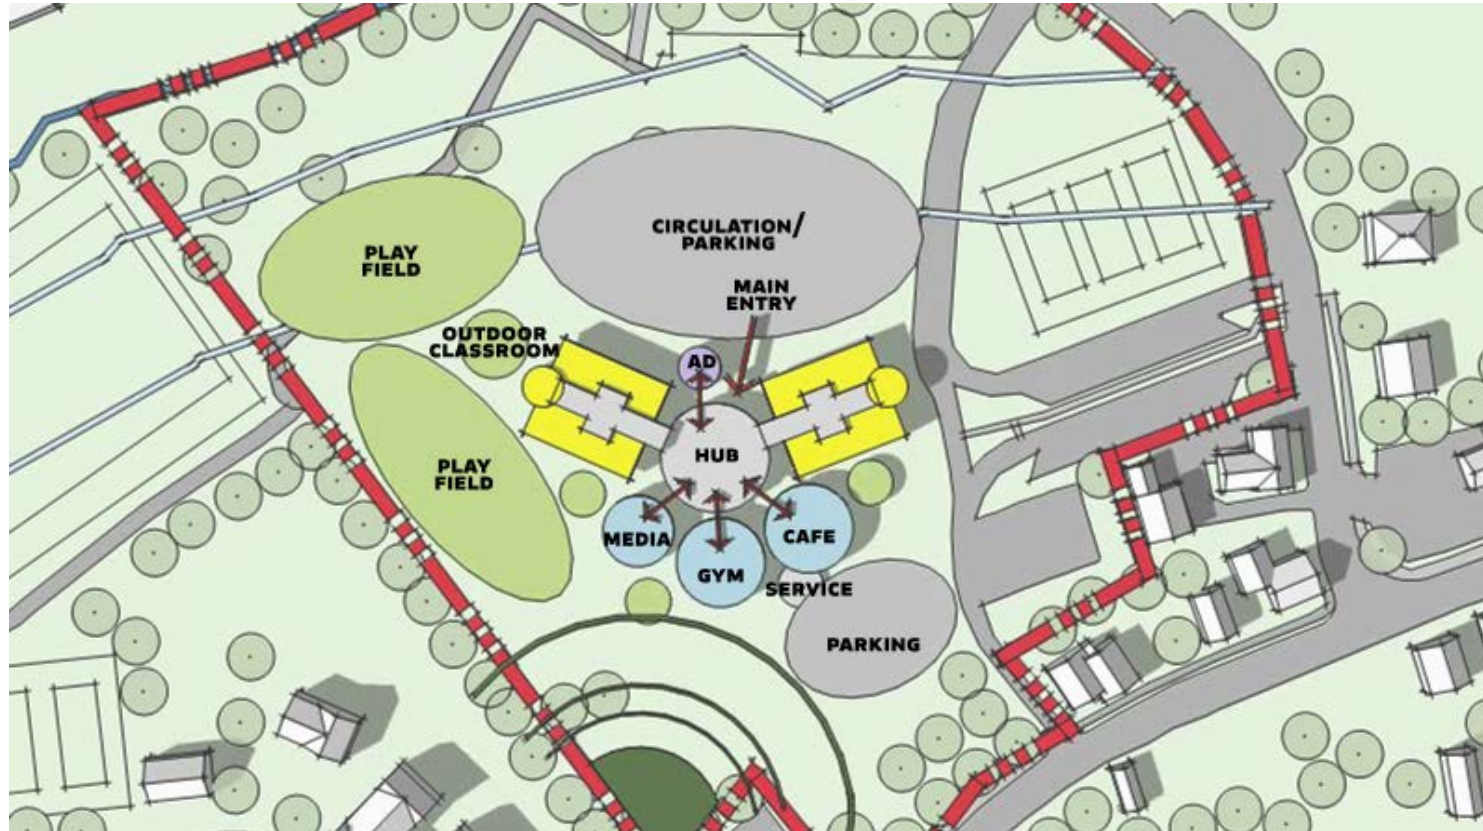 CIRCULATION/
PARKING
PLAY
FIELD
MAIN
ENTRY
OUTDOOR
CLASSROOM
AD
HUB
PLAY
FIELD
MEDIA
CAFE
GYM
SERVICE
PARKING